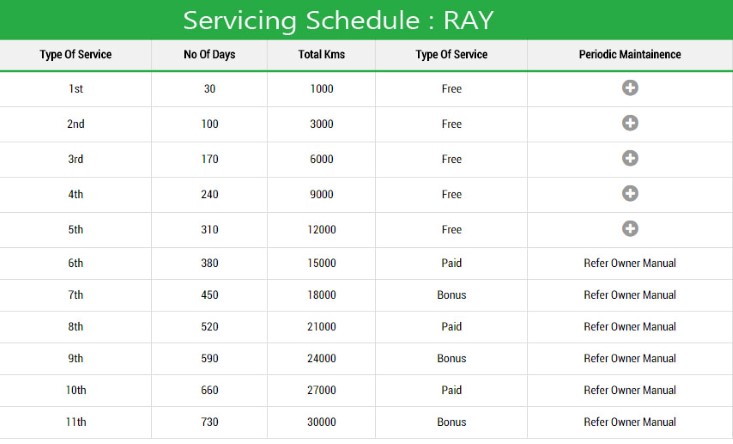 Servicing Schedule : RAY
Type Of Service No Of Days Total Kms Type Of Service Periodic Maintainence
1st 30 1000 Free
2nd 100 3000 Free
3rd 170 6000 Free
4th 240 9000 Free
5th 310 12000 Free
6th 380 15000 Paid Refer Owner Manual
7th 450 18000 Bonus Refer Owner Manual
8th 520 21000 Paid Refer Owner Manual
9th 590 24000 Bonus Refer Owner Manual
10th 660 27000 Paid Refer Owner Manual
11th 730 30000 Bonus Refer Owner Manual